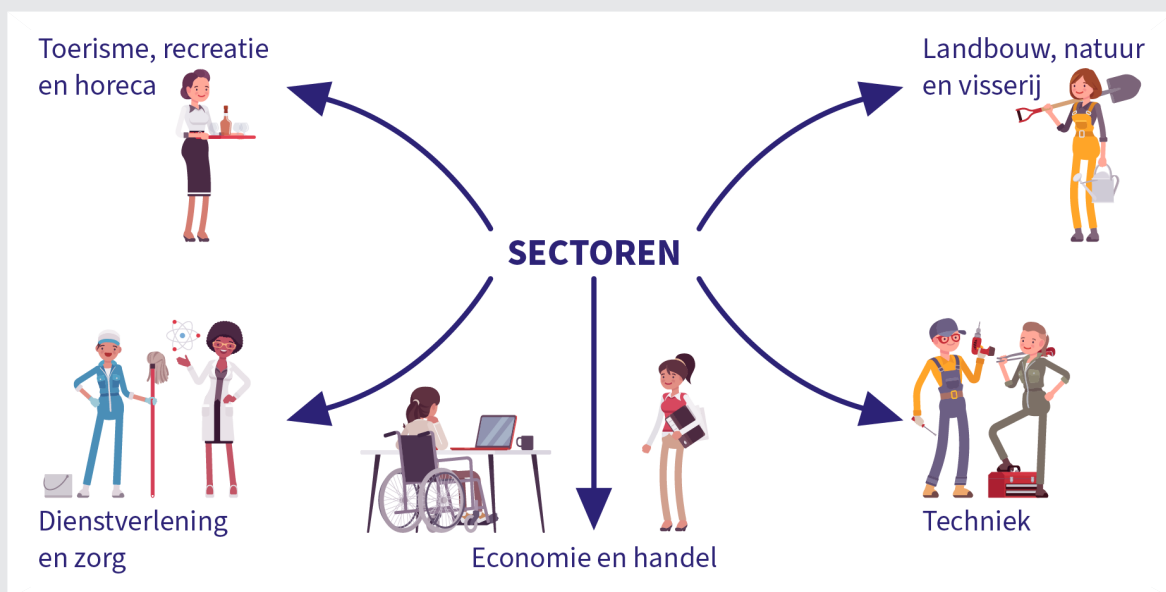 Toerisme, recreatie
en horeca
Landbouw, natuur
en visserij
SECTOREN
Dienstverlening
en zorg
Economie en handel
Techniek